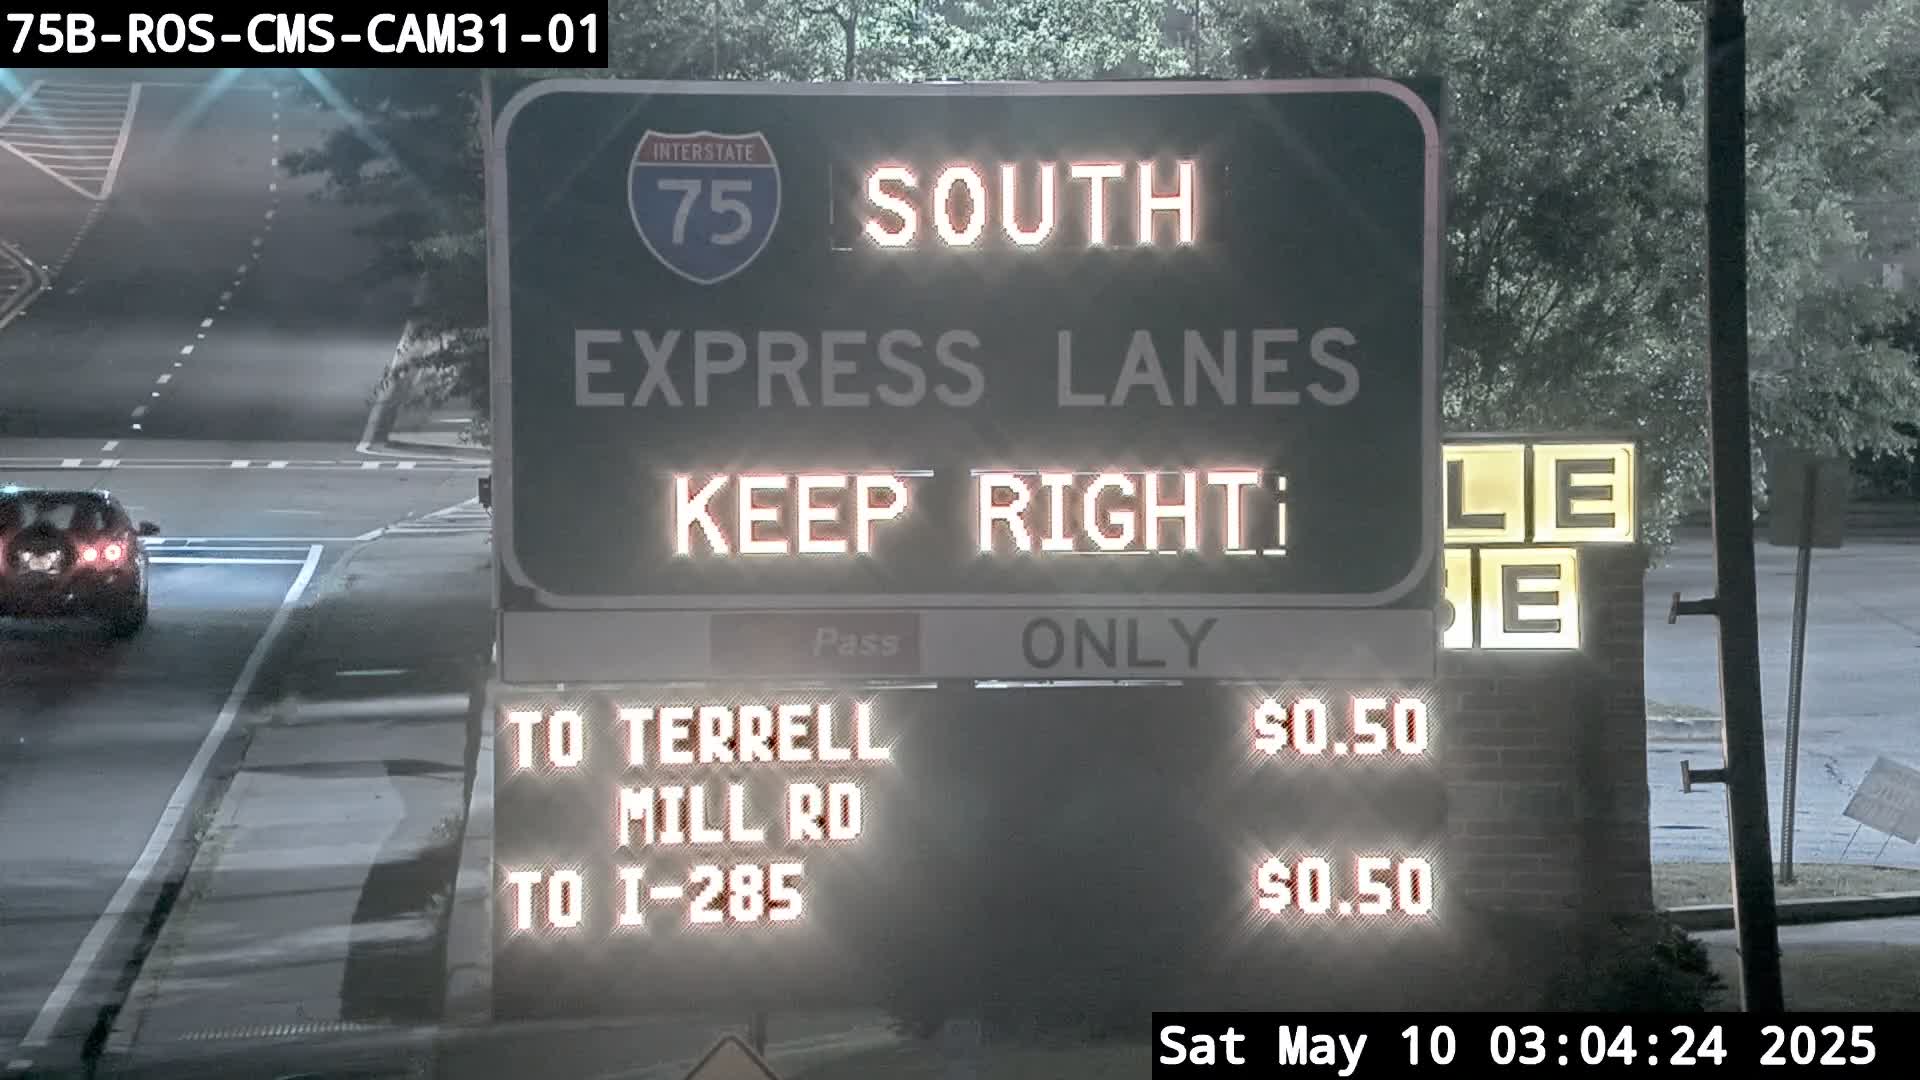 75B-ROS-CMS-CAM31-01
INTERSTATE
75
SOUTH
EXPRESS LANES
KEEP RIGHT
Pass ONLY
TO TERRELL $0.50
MILL RD
TO I-285 $0.50
LE
E
Sat May 10 03:04:24 2025